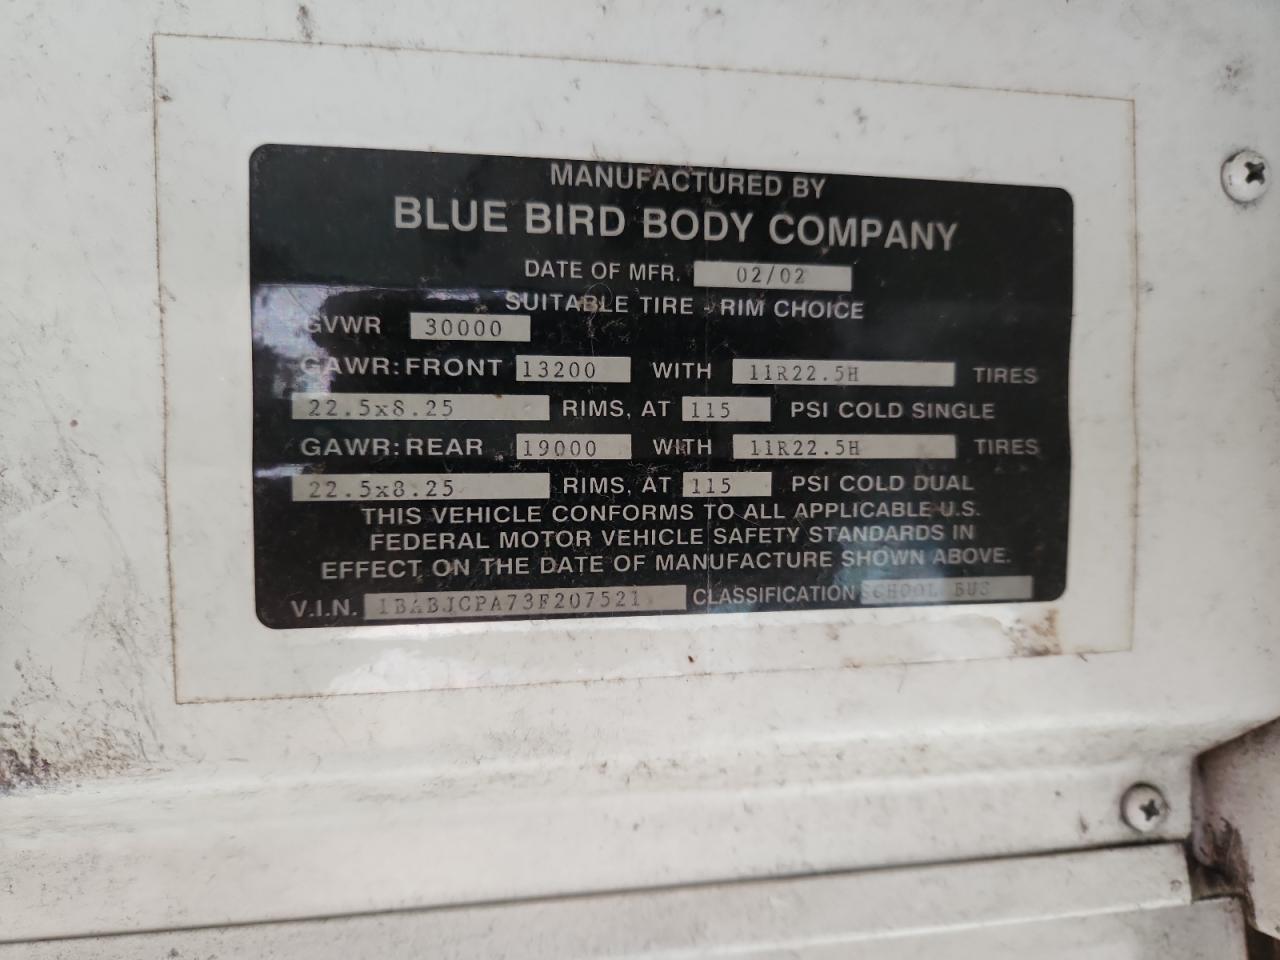 MANUFACTURED BY
BLUE BIRD BODY COMPANY
DATE OF MFR. 02/02
SUITABLE TIRE - RIM CHOICE
GVWR 30000
GAWR: FRONT 13200 WITH 11R22.5H TIRES
22.5x8.25 RIMS, AT 115 PSI COLD SINGLE
GAWR: REAR 19000 WITH 11R22.5H TIRES
22.5x8.25 RIMS, AT 115 PSI COLD DUAL
THIS VEHICLE CONFORMS TO ALL APPLICABLE U.S.
FEDERAL MOTOR VEHICLE SAFETY STANDARDS IN
EFFECT ON THE DATE OF MANUFACTURE SHOWN ABOVE.
V.I.N. 1BABJCPA73F207521 CLASSIFICATION SCHOOL BUS